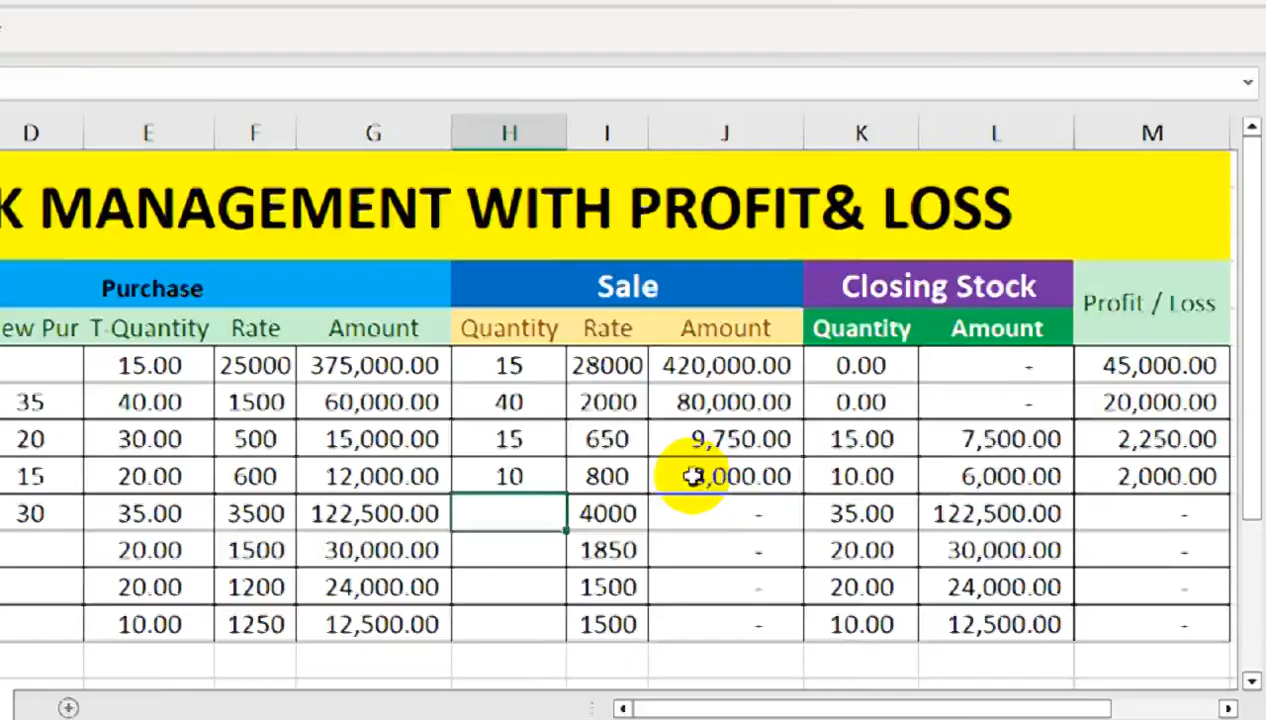 D E F G H I J K L M
K MANAGEMENT WITH PROFIT& LOSS
Purchase Sale Closing Stock Profit / Loss
ew Pur T-Quantity Rate Amount Quantity Rate Amount Quantity Amount
15.00 25000 375,000.00 15 28000 420,000.00 0.00 - 45,000.00
35 40.00 1500 60,000.00 40 2000 80,000.00 0.00 - 20,000.00
20 30.00 500 15,000.00 15 650 9,750.00 15.00 7,500.00 2,250.00
15 20.00 600 12,000.00 10 800 ,000.00 10.00 6,000.00 2,000.00
30 35.00 3500 122,500.00 4000 - 35.00 122,500.00 -
20.00 1500 30,000.00 1850 - 20.00 30,000.00 -
20.00 1200 24,000.00 1500 - 20.00 24,000.00 -
10.00 1250 12,500.00 1500 - 10.00 12,500.00 -